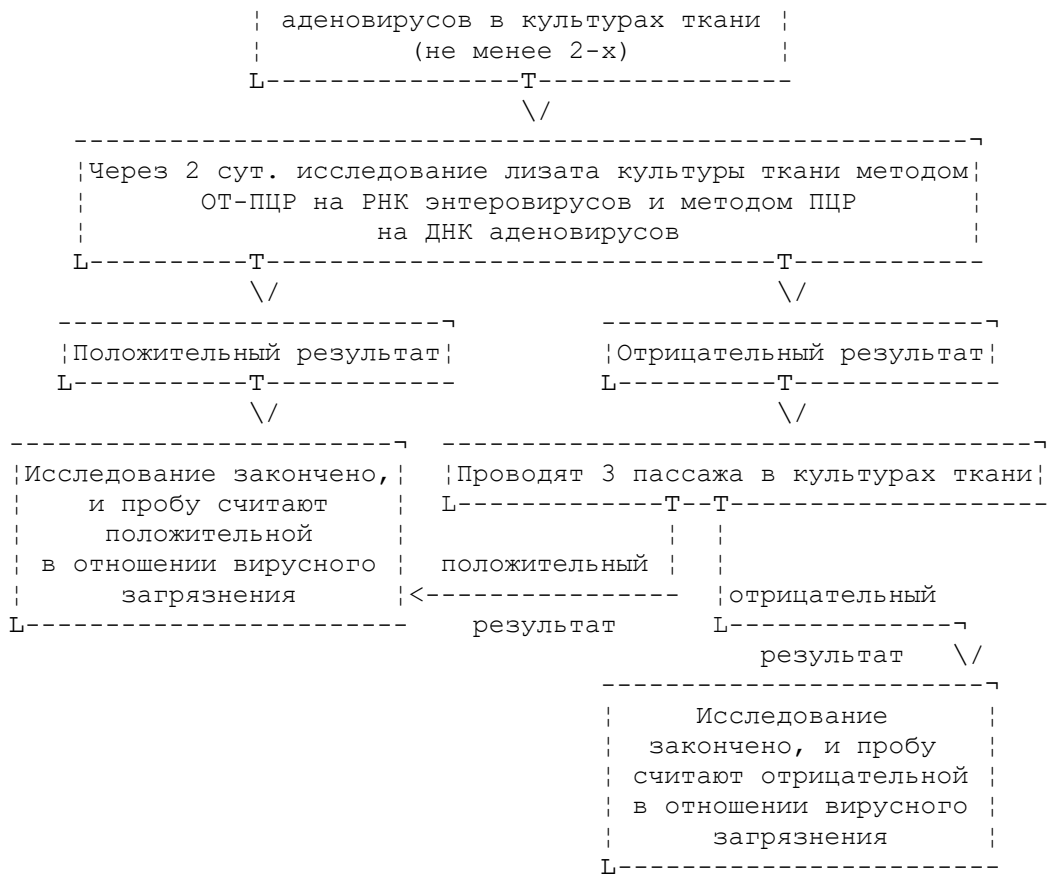 аденовирусов в культурах ткани
(не менее 2-х)
Через 2 сут. исследование лизата культуры ткани методом
ОТ-ПЦР на РНК энтеровирусов и методом ПЦР
на ДНК аденовирусов
Положительный результат
Отрицательный результат
Исследование закончено,
и пробу считают
положительной
в отношении вирусного
загрязнения
Проводят 3 пассажа в культурах ткани
положительный
результат
отрицательный
результат
Исследование
закончено, и пробу
считают отрицательной
в отношении вирусного
загрязнения